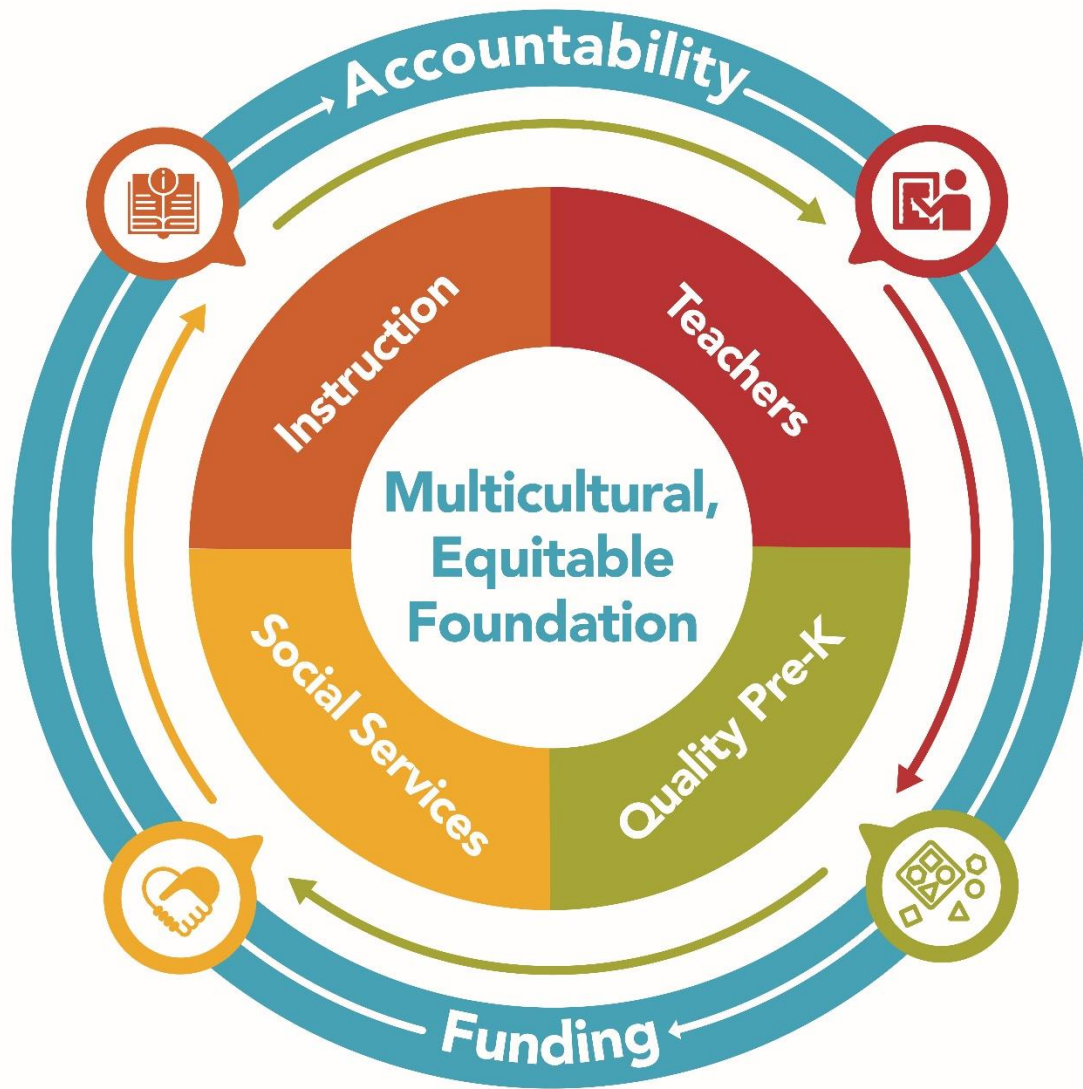 Accountability
Instruction
Teachers
Multicultural,
Equitable
Foundation
Social Services
Quality Pre-K
Funding